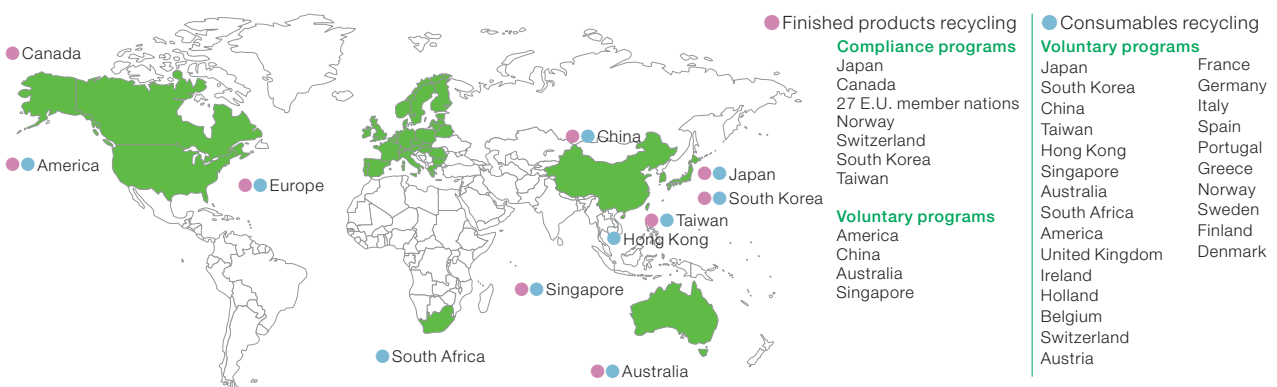 Canada
America
Europe
China
Japan
South Korea
Taiwan
Hong Kong
Singapore
South Africa
Australia
Finished products recycling
Compliance programs
Japan
Canada
27 E.U. member nations
Norway
Switzerland
South Korea
Taiwan
Voluntary programs
America
China
Australia
Singapore
Consumables recycling
Voluntary programs
Japan
South Korea
China
Taiwan
Hong Kong
Singapore
Australia
South Africa
America
United Kingdom
Ireland
Holland
Belgium
Switzerland
Austria
France
Germany
Italy
Spain
Portugal
Greece
Norway
Sweden
Finland
Denmark